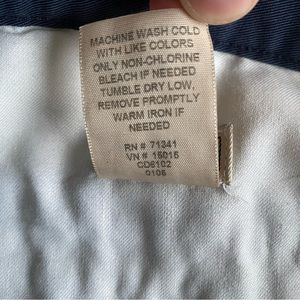 MACHINE WASH COLD
WITH LIKE COLORS
ONLY NON-CHLORINE
BLEACH IF NEEDED
TUMBLE DRY LOW,
REMOVE PROMPTLY
WARM IRON IF
NEEDED
RN # 71341
VN # 15015
CD8102
0106